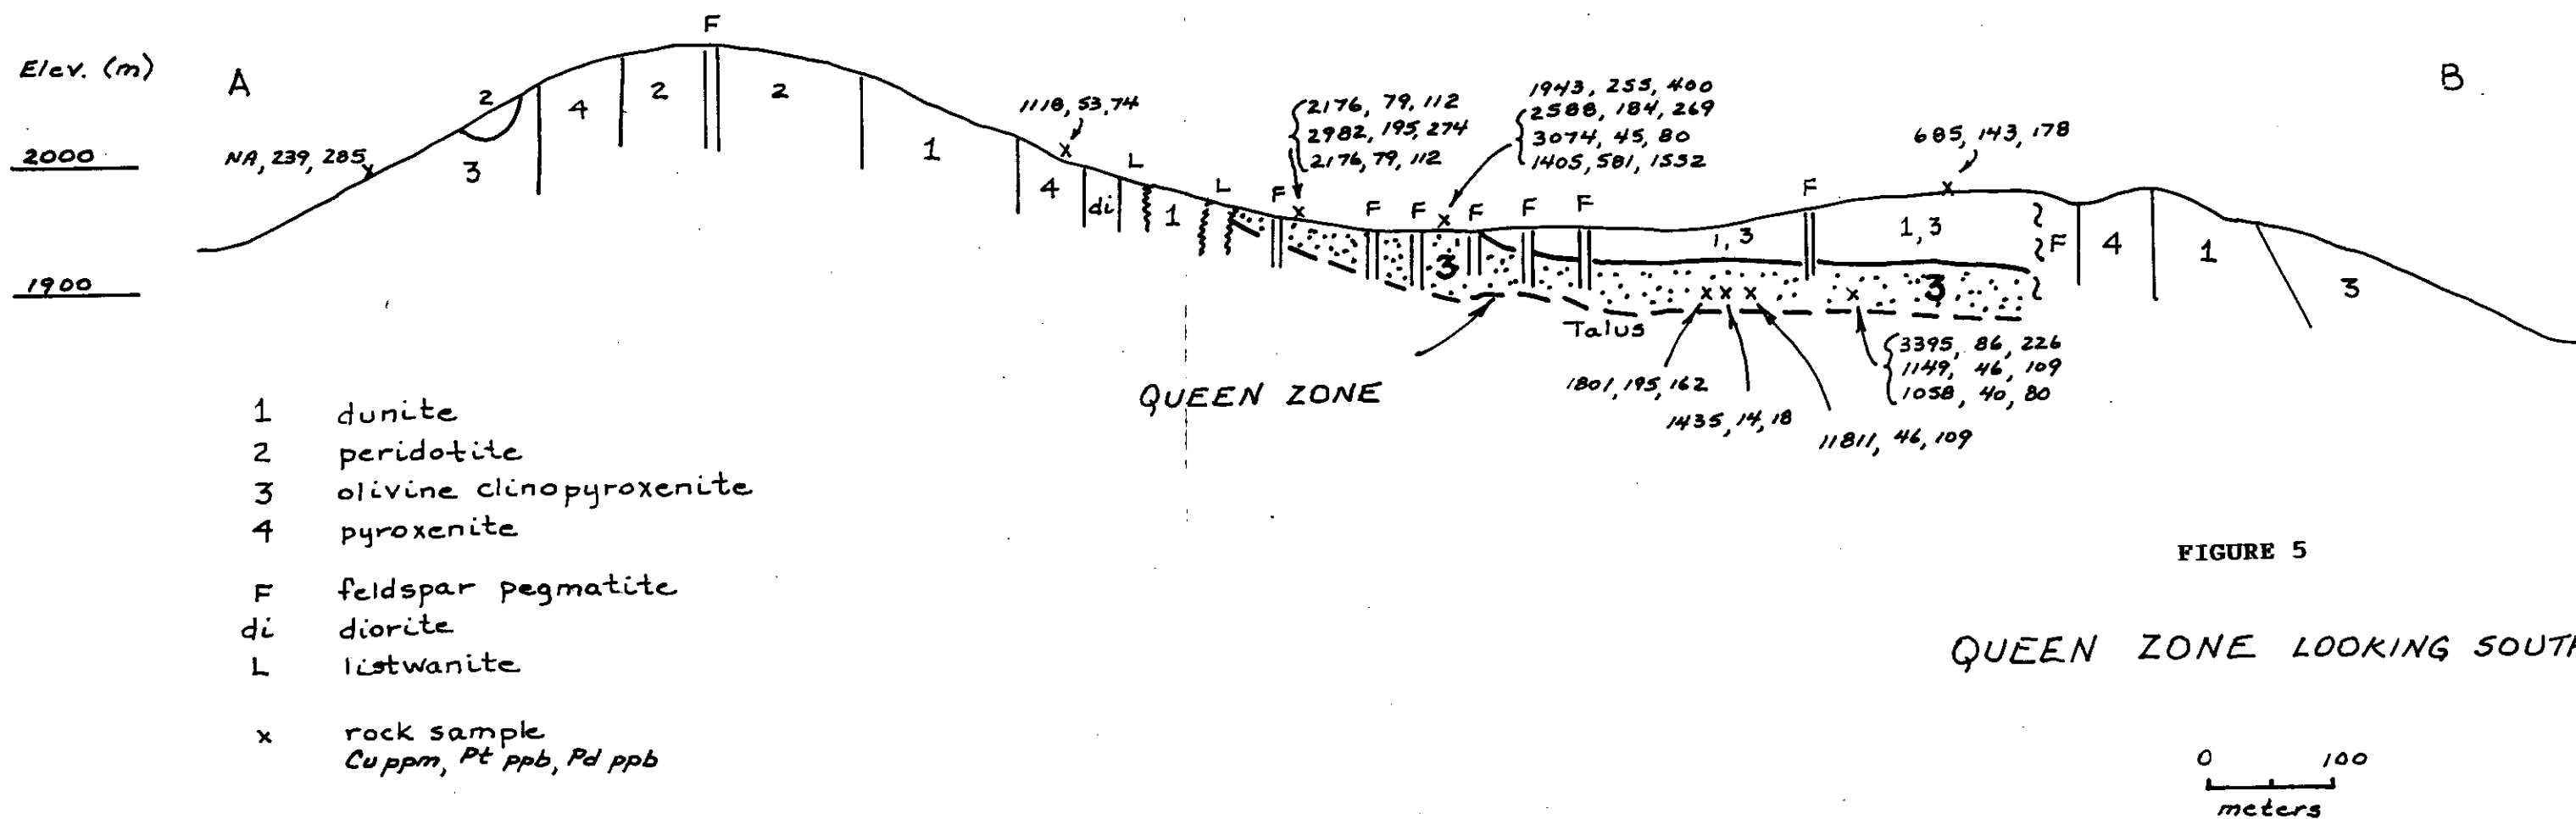 F
Elev. (m)
A
B
2
4
2
2
1118, 53, 74
2176, 79, 112
2982, 195, 274
2176, 79, 112
1943, 255, 400
2588, 184, 269
3074, 45, 80
1405, 581, 1532
685, 143, 178
2000
NA, 239, 285
x
3
1
x
4
L
di
1
L
F
x
F
F
x
F
F
F
F
x
3
1, 3
1, 3
F
4
1
3
1900
x x x
x
3
Talus
QUEEN ZONE
1801, 195, 162
1435, 14, 18
11811, 46, 109
3395, 86, 226
1149, 46, 109
1058, 40, 80
1 dunite
2 peridotite
3 olivine clinopyroxenite
4 pyroxenite
F feldspar pegmatite
di diorite
L listwanite
x rock sample
Cu ppm, Pt ppb, Pd ppb
FIGURE 5
QUEEN ZONE LOOKING SOUTH
0 100
meters